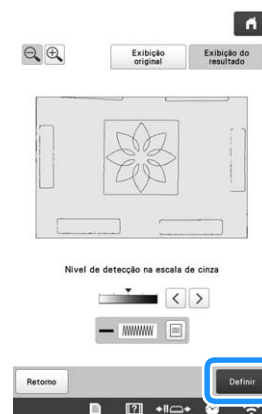 Exibição
original
Exibição do
resultado
Nível de detecção na escala de cinza
Retorno
Definir